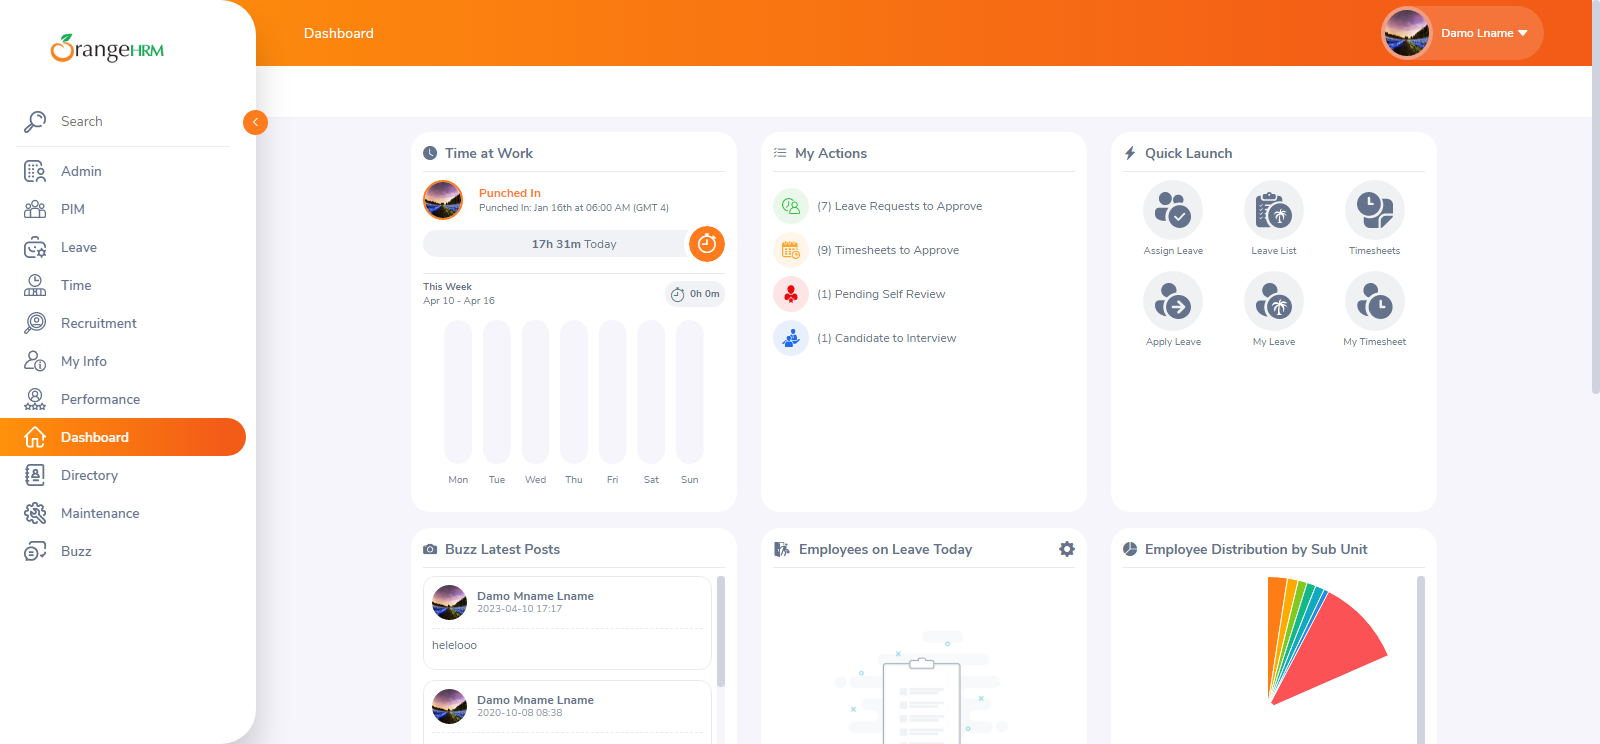 OrangeHRM
Dashboard
Damo Lname
Search
Admin
PIM
Leave
Time
Recruitment
My Info
Performance
Dashboard
Directory
Maintenance
Buzz
Time at Work
Punched In
Punched In: Jan 16th at 06:00 AM (GMT 4)
17h 31m Today
This Week
Apr 10 - Apr 16
0h 0m
Mon Tue Wed Thu Fri Sat Sun
My Actions
(7) Leave Requests to Approve
(9) Timesheets to Approve
(1) Pending Self Review
(1) Candidate to Interview
Quick Launch
Assign Leave
Leave List
Timesheets
Apply Leave
My Leave
My Timesheet
Buzz Latest Posts
Damo Mname Lname
2023-04-10 17:17
helelooo
Damo Mname Lname
2020-10-08 08:38
Employees on Leave Today
Employee Distribution by Sub Unit